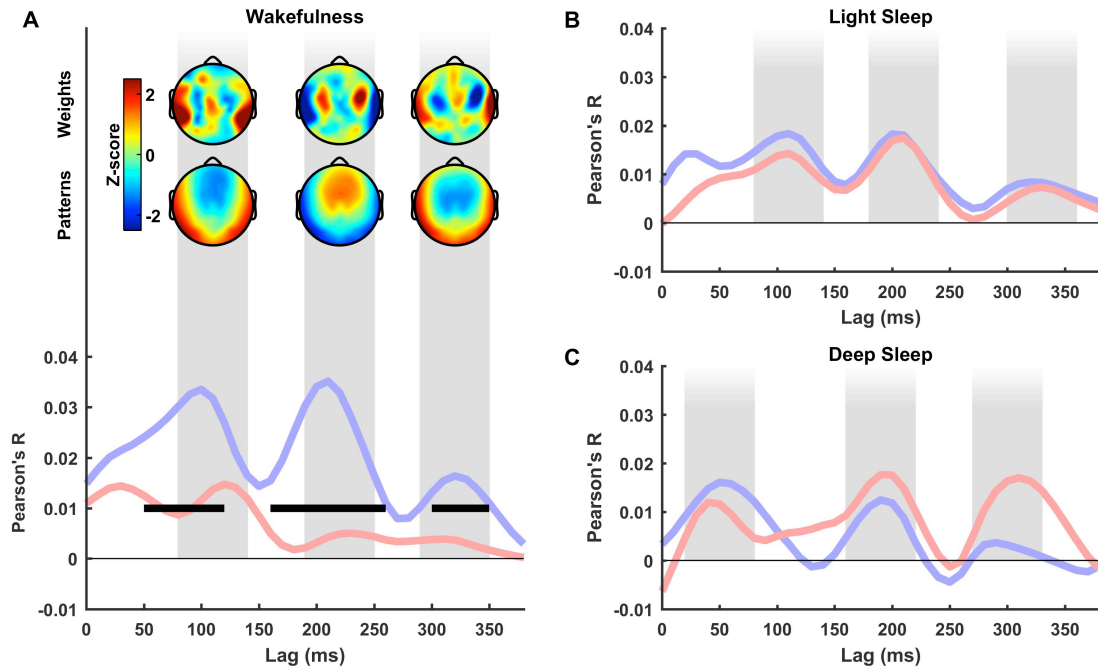 A
Wakefulness
Weights
Patterns
Z-score
2
0
-2
Pearson's R
0.04
0.03
0.02
0.01
0
-0.01
0 50 100 150 200 250 300 350
Lag (ms)
B
Light Sleep
Pearson's R
0.04
0.03
0.02
0.01
0
-0.01
0 50 100 150 200 250 300 350
Lag (ms)
C
Deep Sleep
Pearson's R
0.04
0.03
0.02
0.01
0
-0.01
0 50 100 150 200 250 300 350
Lag (ms)